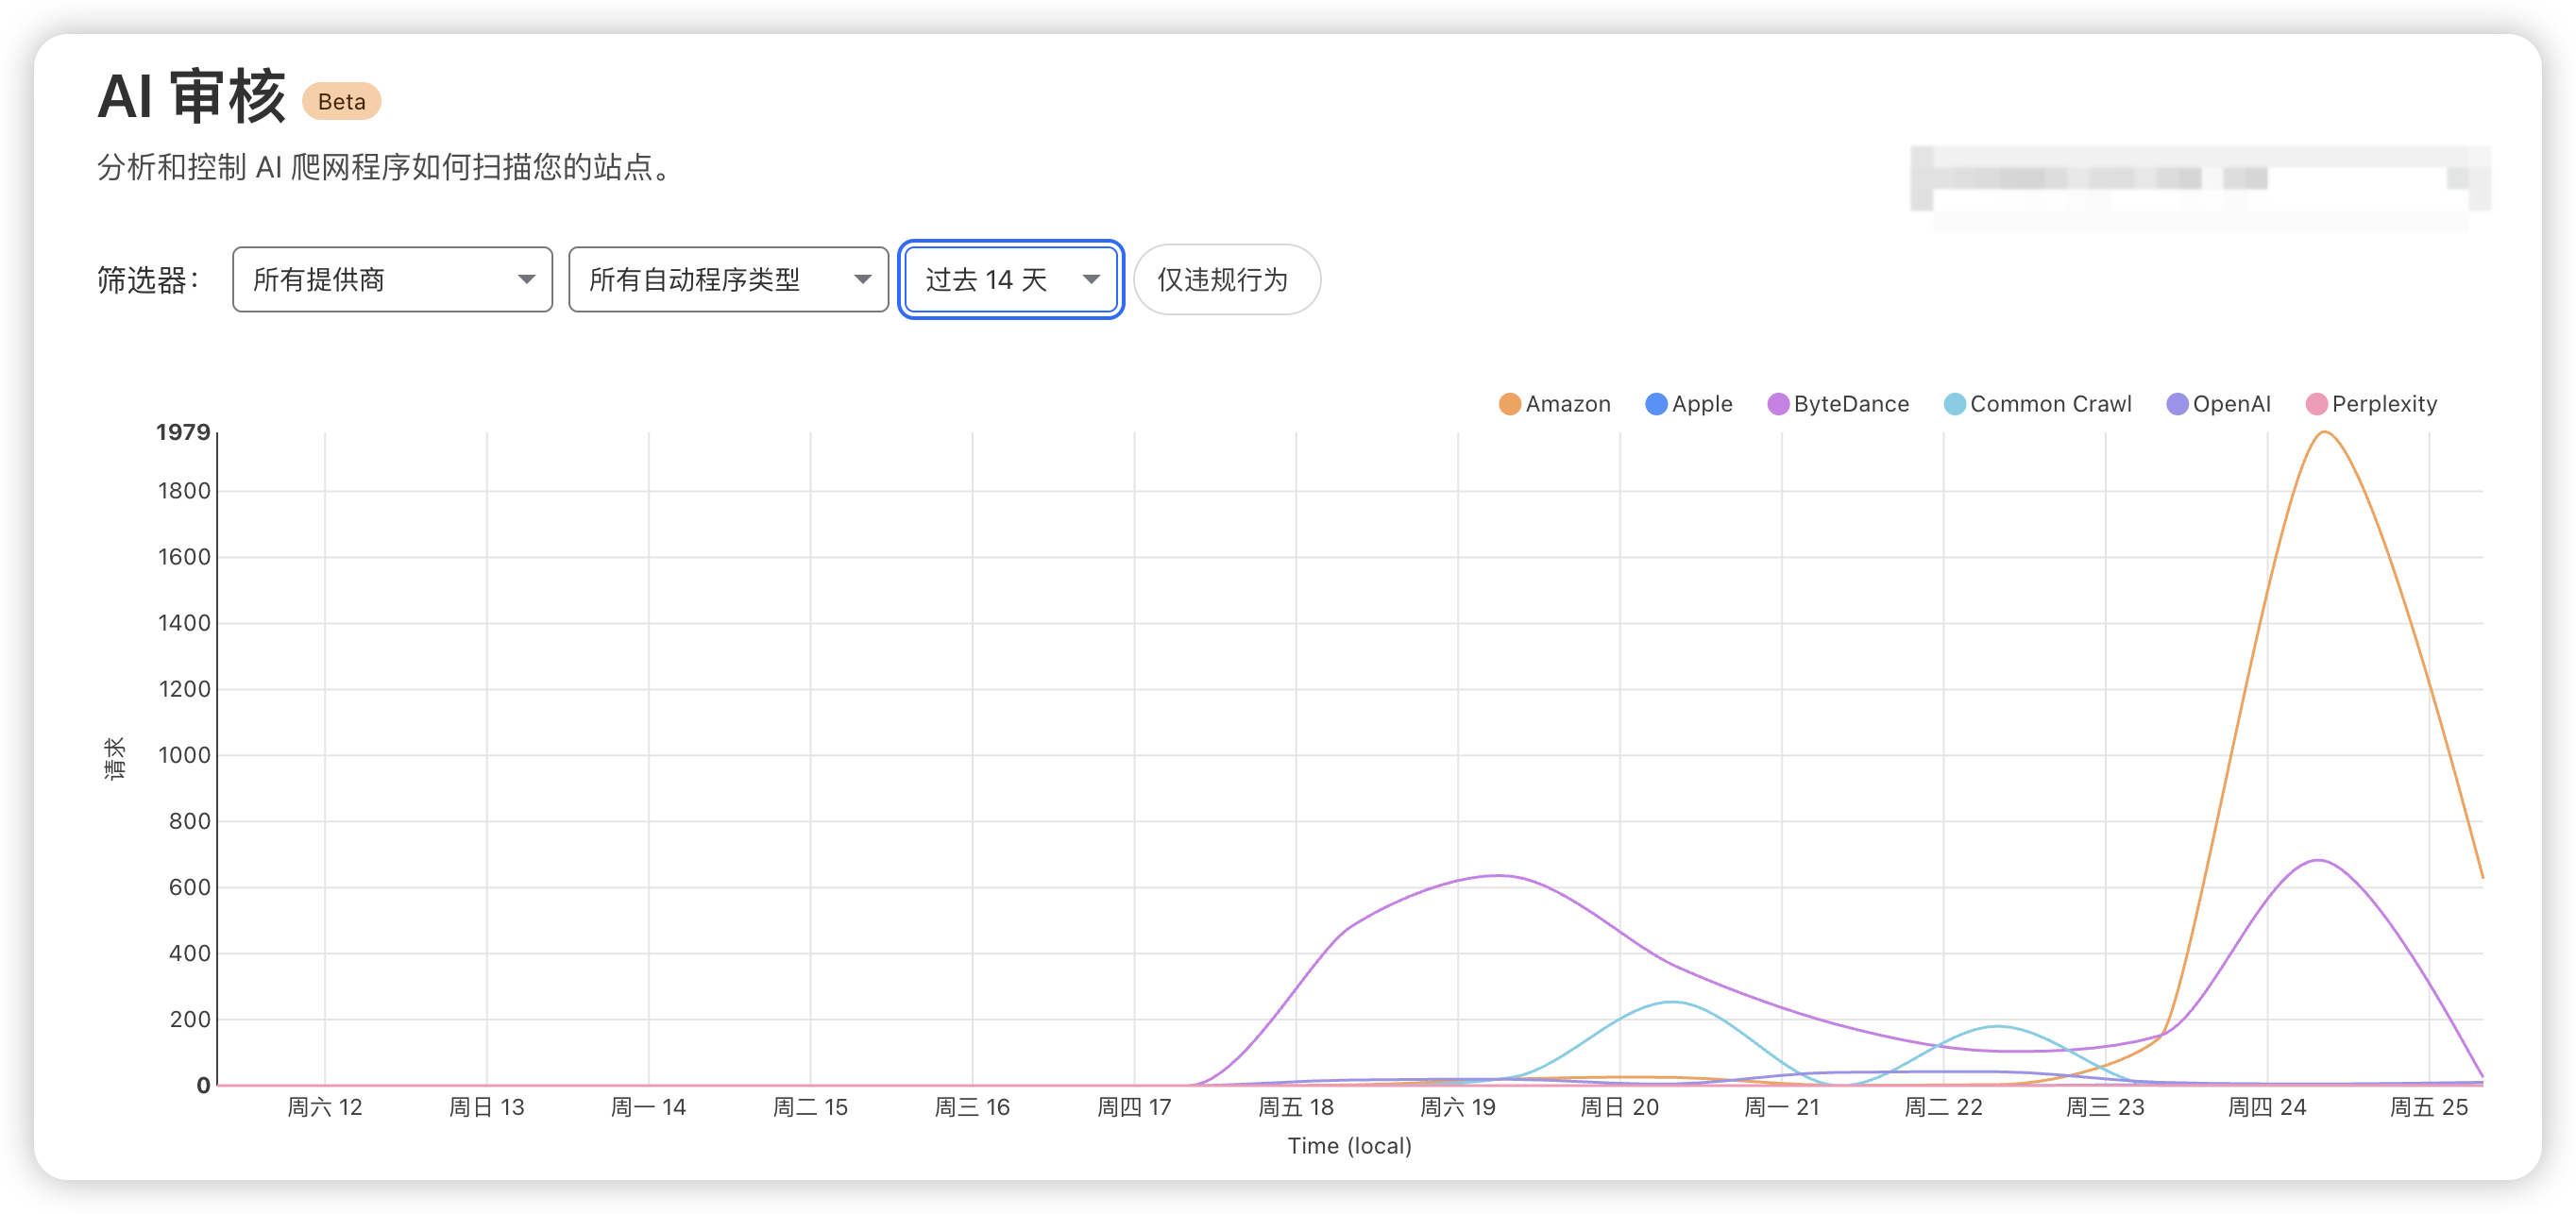 AI 审核 Beta
分析和控制 AI 爬网程序如何扫描您的站点。
筛选器： 所有提供商 所有自动程序类型 过去 14 天 仅违规行为
Amazon Apple ByteDance Common Crawl OpenAI Perplexity
1979
1800
1600
1400
1200
1000
800
600
400
200
0
请求
周六 12 周日 13 周一 14 周二 15 周三 16 周四 17 周五 18 周六 19 周日 20 周一 21 周二 22 周三 23 周四 24 周五 25
Time (local)